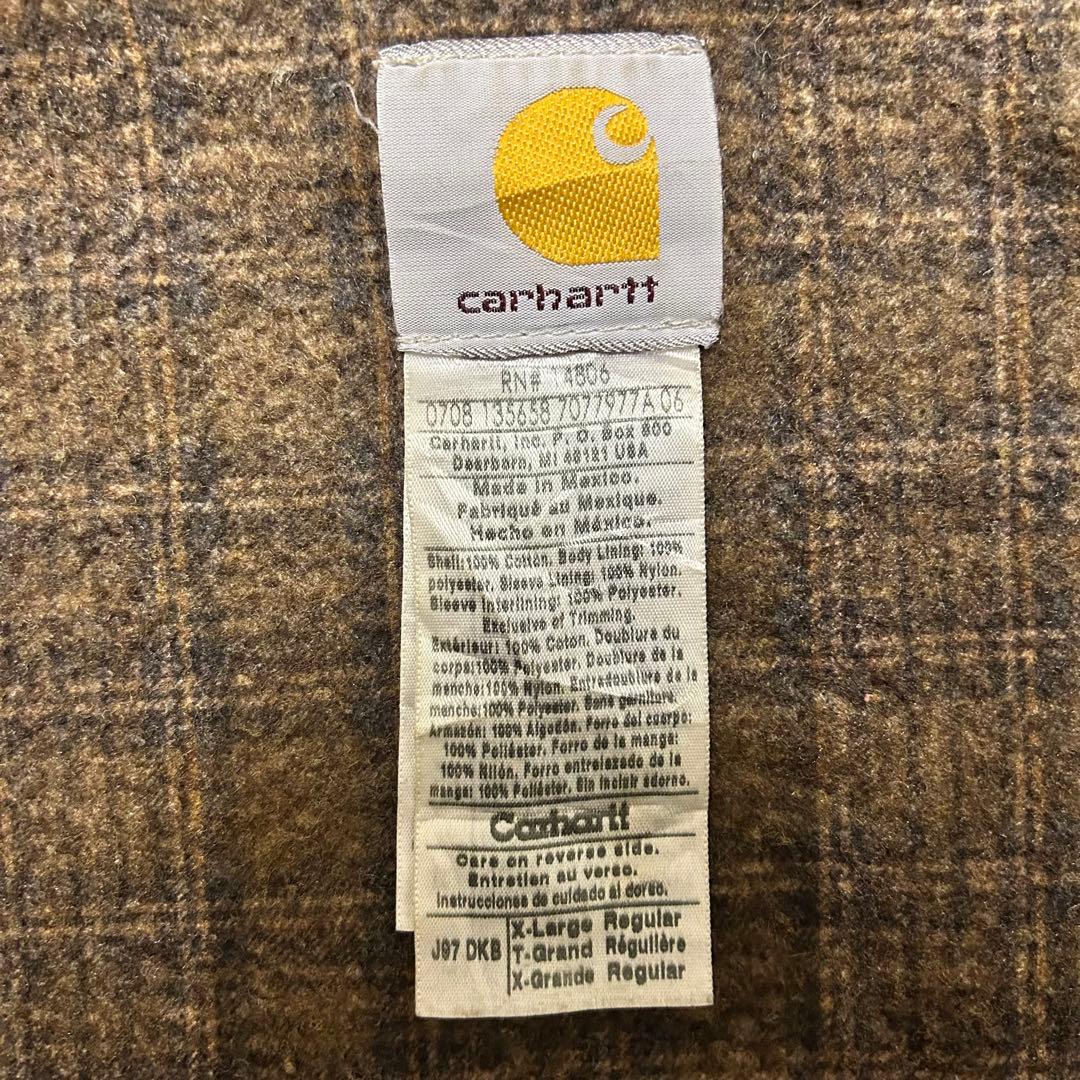 carhartt
RN# 14806
0708 135658 7077977A 06
Carhartt, Inc. P. O. Box 600
Dearborn, MI 48121 USA
Made in Mexico.
Fabriqué au Mexique.
Hecho en México.
Shell:100% Cotton. Body Lining: 100%
polyester. Sleeve Lining: 100% Nylon.
Sleeve Interlining: 100% Polyester.
Exclusive of Trimming.
Extérieur: 100% Coton. Doublure du
corps:100% Polyester. Doublure de la
manche:100% Nylon. Entredoublure de la
manche:100% Polyester. Sans garniture.
Armazón: 100% Algodón. Forro del cuerpo:
100% Poliéster. Forro de la manga:
100% Nilón. Forro entrelazado de la
manga: 100% Poliéster. Sin incluir adorno.
Carhartt
Care on reverse side.
Entretien au verso.
Instrucciones de cuidado al dorso.
J97 DKB
X-Large Regular
T-Grand Régulière
X-Grande Regular